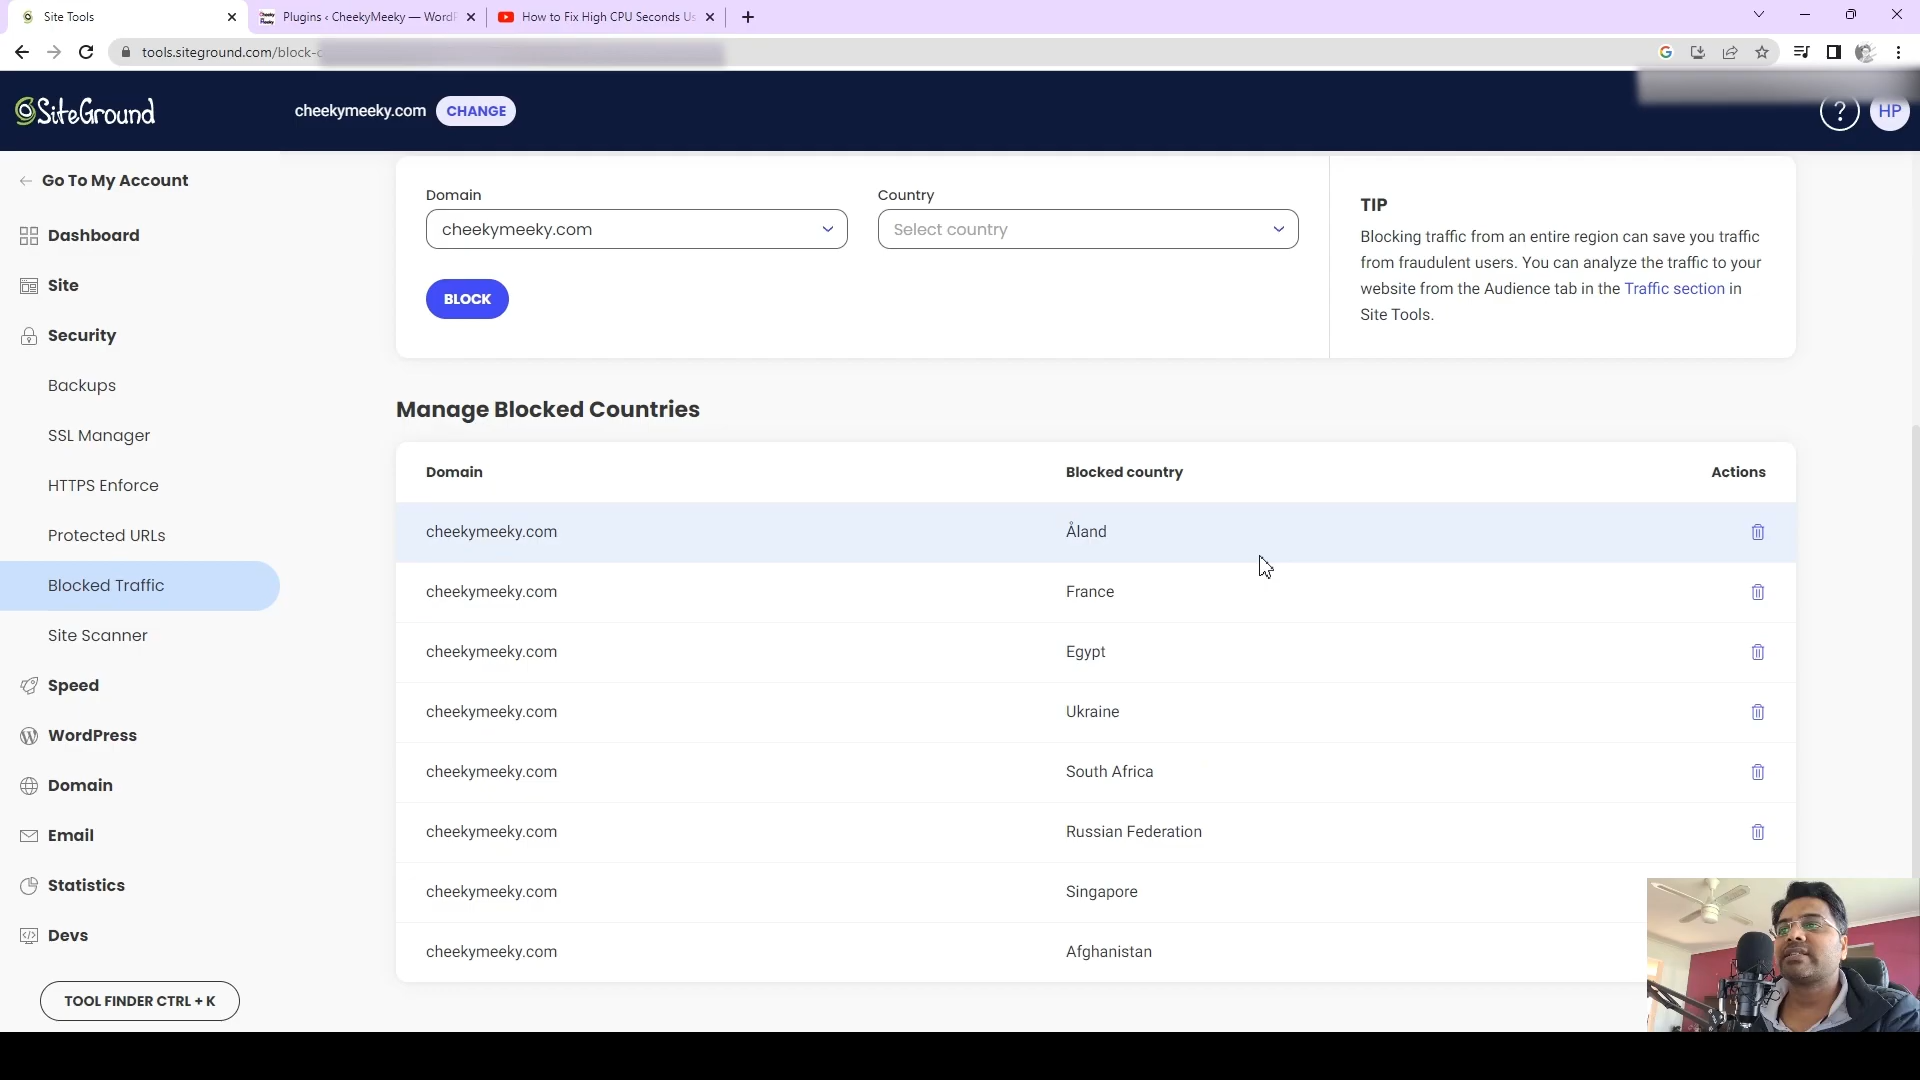 Site Tools
Plugins ‹ CheekyMeeky — WordP
How to Fix High CPU Seconds Us
tools.siteground.com/block-c
SiteGround
cheekymeeky.com
CHANGE
?
HP
Go To My Account
Dashboard
Site
Security
Backups
SSL Manager
HTTPS Enforce
Protected URLs
Blocked Traffic
Site Scanner
Speed
WordPress
Domain
Email
Statistics
Devs
TOOL FINDER CTRL + K
Domain
cheekymeeky.com
Country
Select country
BLOCK
TIP
Blocking traffic from an entire region can save you traffic
from fraudulent users. You can analyze the traffic to your
website from the Audience tab in the Traffic section in
Site Tools.
Manage Blocked Countries
Domain Blocked country Actions
cheekymeeky.com Åland
cheekymeeky.com France
cheekymeeky.com Egypt
cheekymeeky.com Ukraine
cheekymeeky.com South Africa
cheekymeeky.com Russian Federation
cheekymeeky.com Singapore
cheekymeeky.com Afghanistan